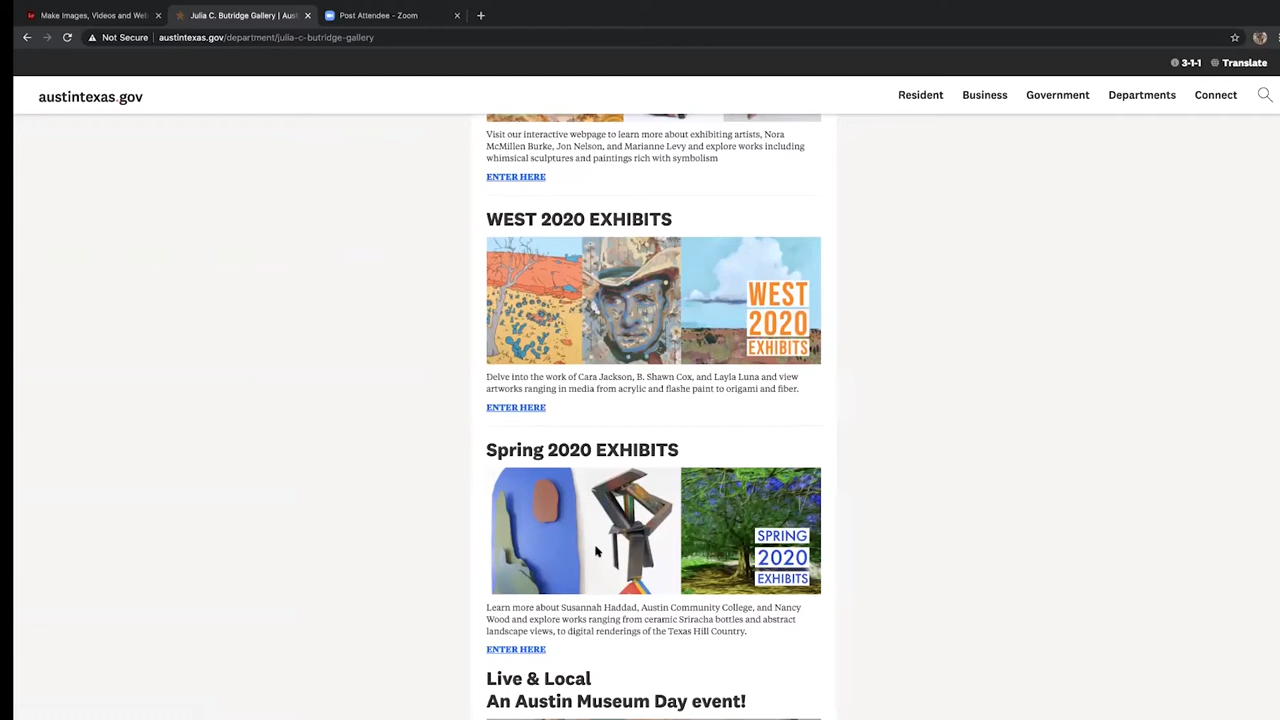 Make Images, Videos and Web
Julia C. Butridge Gallery | Aust
Post Attendee - Zoom
Not Secure
austintexas.gov/department/julia-c-butridge-gallery
3-1-1
Translate
austintexas.gov
Resident
Business
Government
Departments
Connect
Visit our interactive webpage to learn more about exhibiting artists, Nora
McMillen Burke, Jon Nelson, and Marianne Levy and explore works including
whimsical sculptures and paintings rich with symbolism
ENTER HERE
WEST 2020 EXHIBITS
WEST
2020
EXHIBITS
Delve into the work of Cara Jackson, B. Shawn Cox, and Layla Luna and view
artworks ranging in media from acrylic and flashe paint to origami and fiber.
ENTER HERE
Spring 2020 EXHIBITS
SPRING
2020
EXHIBITS
Learn more about Susannah Haddad, Austin Community College, and Nancy
Wood and explore works ranging from ceramic Sriracha bottles and abstract
landscape views, to digital renderings of the Texas Hill Country.
ENTER HERE
Live & Local
An Austin Museum Day event!